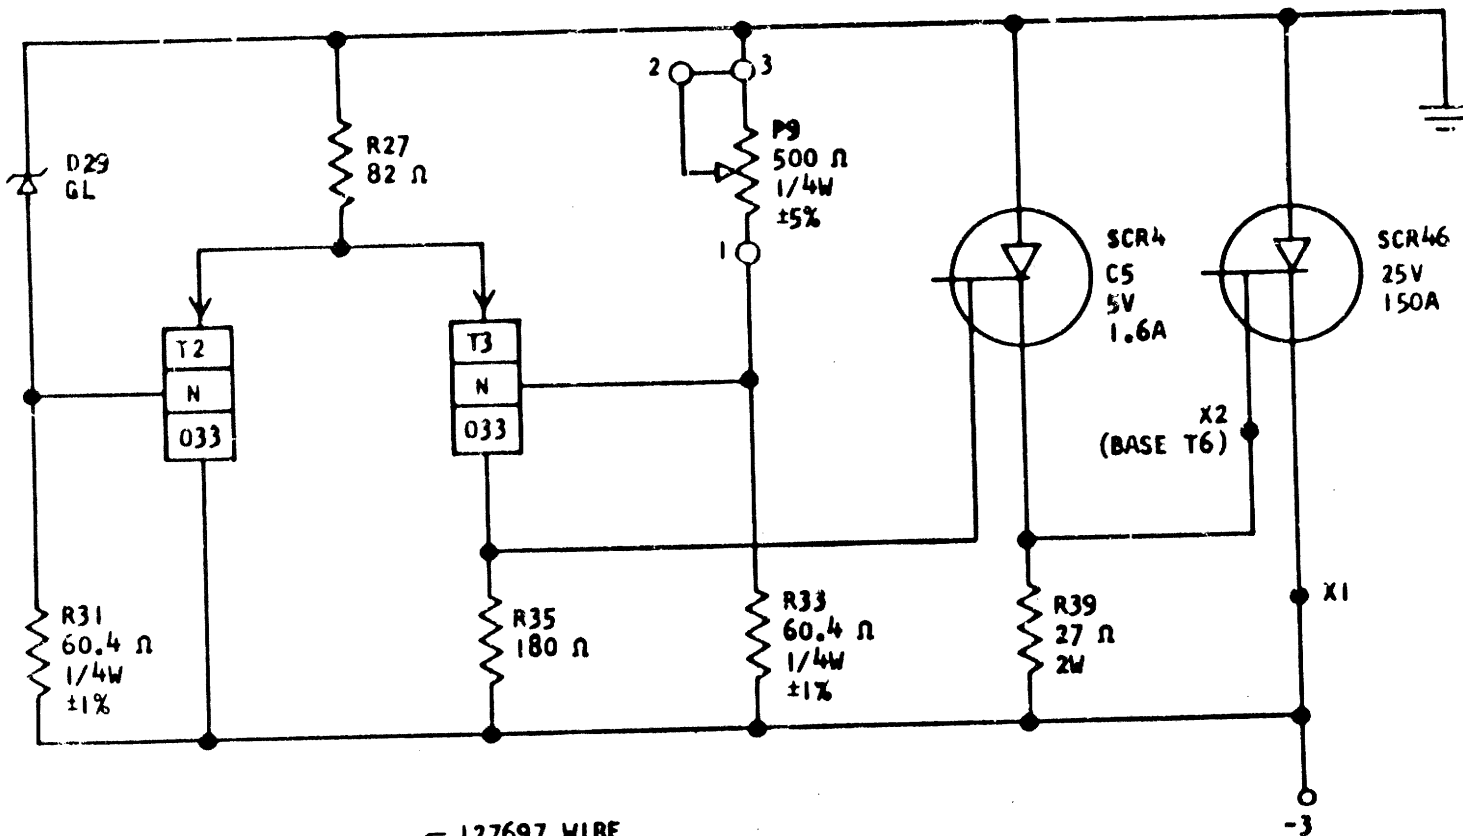 2
3
D29
GL
R27
82 Ω
P9
500 Ω
1/4W
±5%
1
SCR4
C5
5V
1.6A
SCR46
25V
150A
T2
N
033
T3
N
033
X2
(BASE T6)
R31
60.4 Ω
1/4W
±1%
R35
180 Ω
R33
60.4 Ω
1/4W
±1%
R39
27 Ω
2W
X1
-3